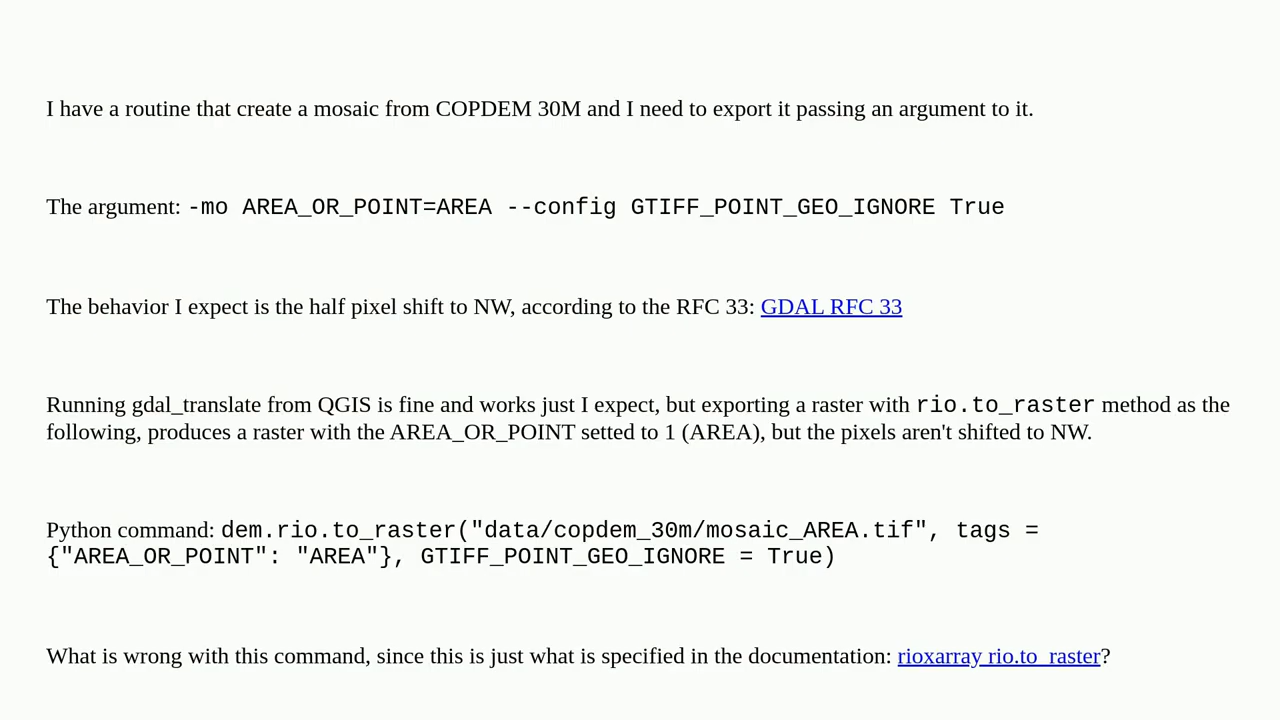 I have a routine that create a mosaic from COPDEM 30M and I need to export it passing an argument to it.
The argument: -mo AREA_OR_POINT=AREA --config GTIFF_POINT_GEO_IGNORE True
The behavior I expect is the half pixel shift to NW, according to the RFC 33: GDAL RFC 33
Running gdal_translate from QGIS is fine and works just I expect, but exporting a raster with rio.to_raster method as the
following, produces a raster with the AREA_OR_POINT setted to 1 (AREA), but the pixels aren't shifted to NW.
Python command: dem.rio.to_raster("data/copdem_30m/mosaic_AREA.tif", tags =
{"AREA_OR_POINT": "AREA"}, GTIFF_POINT_GEO_IGNORE = True)
What is wrong with this command, since this is just what is specified in the documentation: rioxarray rio.to_raster?